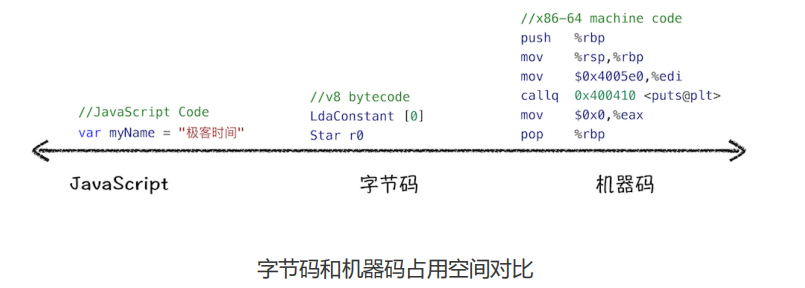 //JavaScript Code
var myName = "极客时间"
//v8 bytecode
LdaConstant [0]
Star r0
//x86-64 machine code
push %rbp
mov %rsp,%rbp
mov $0x4005e0,%edi
callq 0x400410 <puts@plt>
mov $0x0,%eax
pop %rbp
JavaScript
字节码
机器码
字节码和机器码占用空间对比